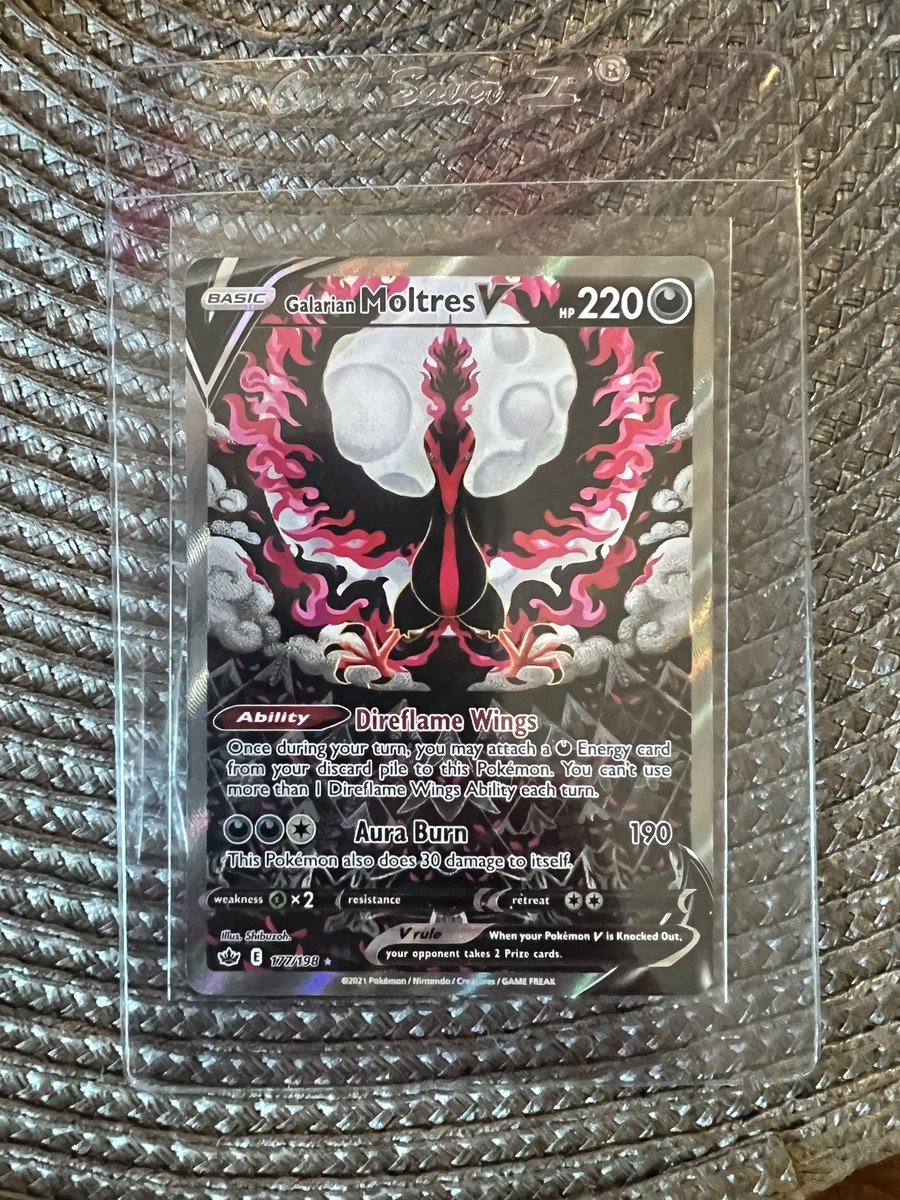 Card Saver I ®
BASIC Galarian Moltres V HP 220
Ability Direflame Wings
Once during your turn, you may attach a Energy card
from your discard pile to this Pokémon. You can't use
more than 1 Direflame Wings Ability each turn.
Aura Burn 190
This Pokémon also does 30 damage to itself.
weakness ×2 resistance retreat
Illus. Shibuzoh.
V rule When your Pokémon V is Knocked Out,
your opponent takes 2 Prize cards.
E 177/198
©2021 Pokémon / Nintendo / Creatures / GAME FREAK